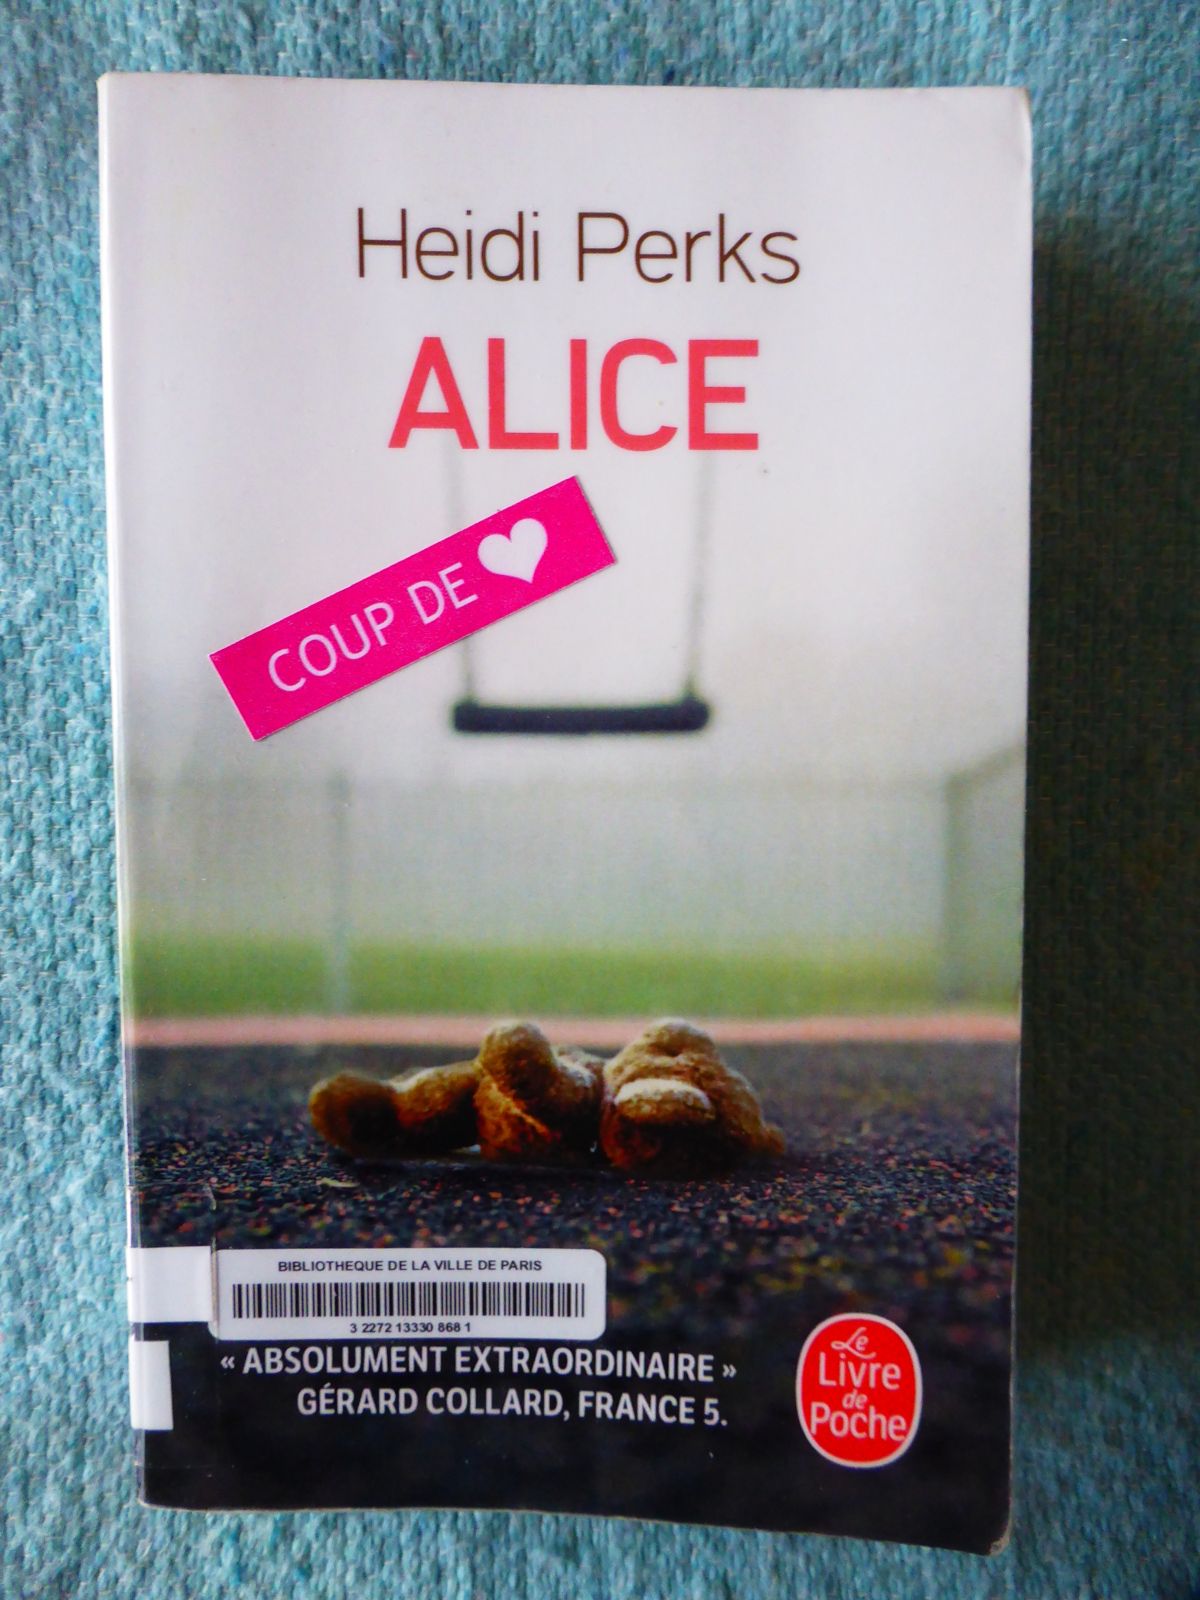 Heidi Perks
ALICE
COUP DE
BIBLIOTHEQUE DE LA VILLE DE PARIS
3 2272 13330 868 1
« ABSOLUMENT EXTRAORDINAIRE »
GÉRARD COLLARD, FRANCE 5.
Le
Livre
de
Poche